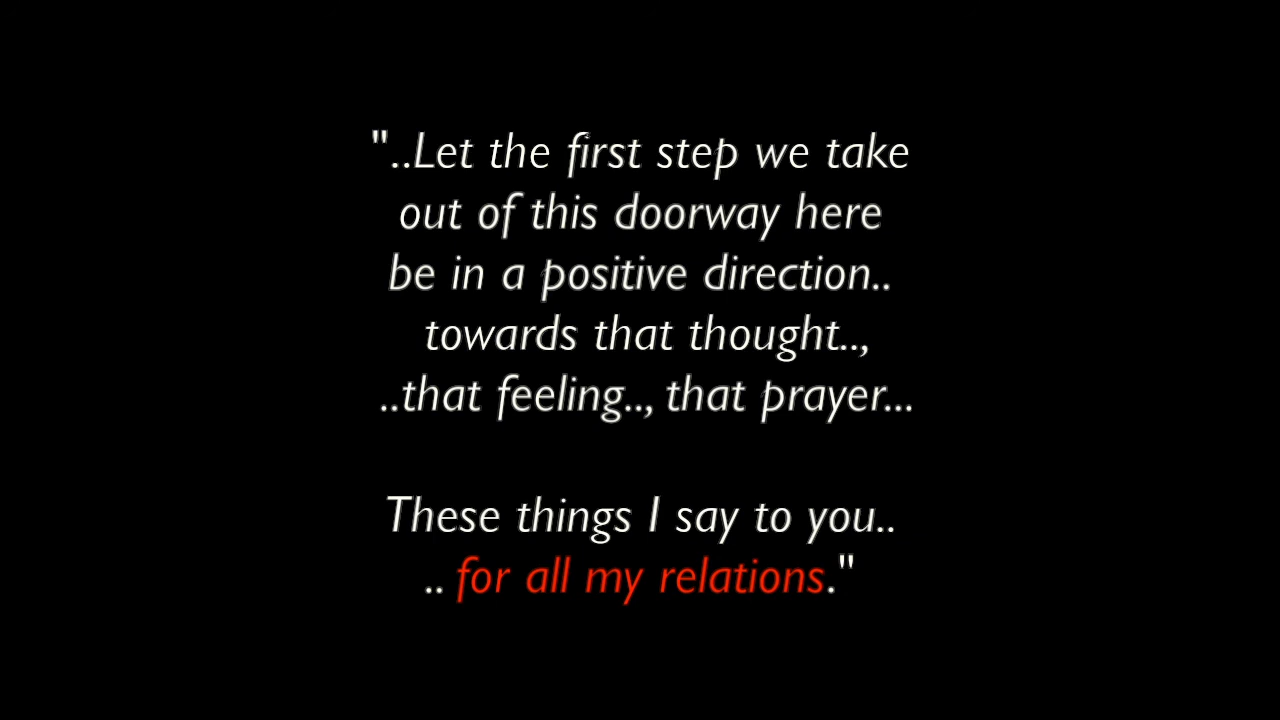 "..Let the first step we take
out of this doorway here
be in a positive direction..
towards that thought..,
..that feeling.., that prayer...
These things I say to you..
.. for all my relations."